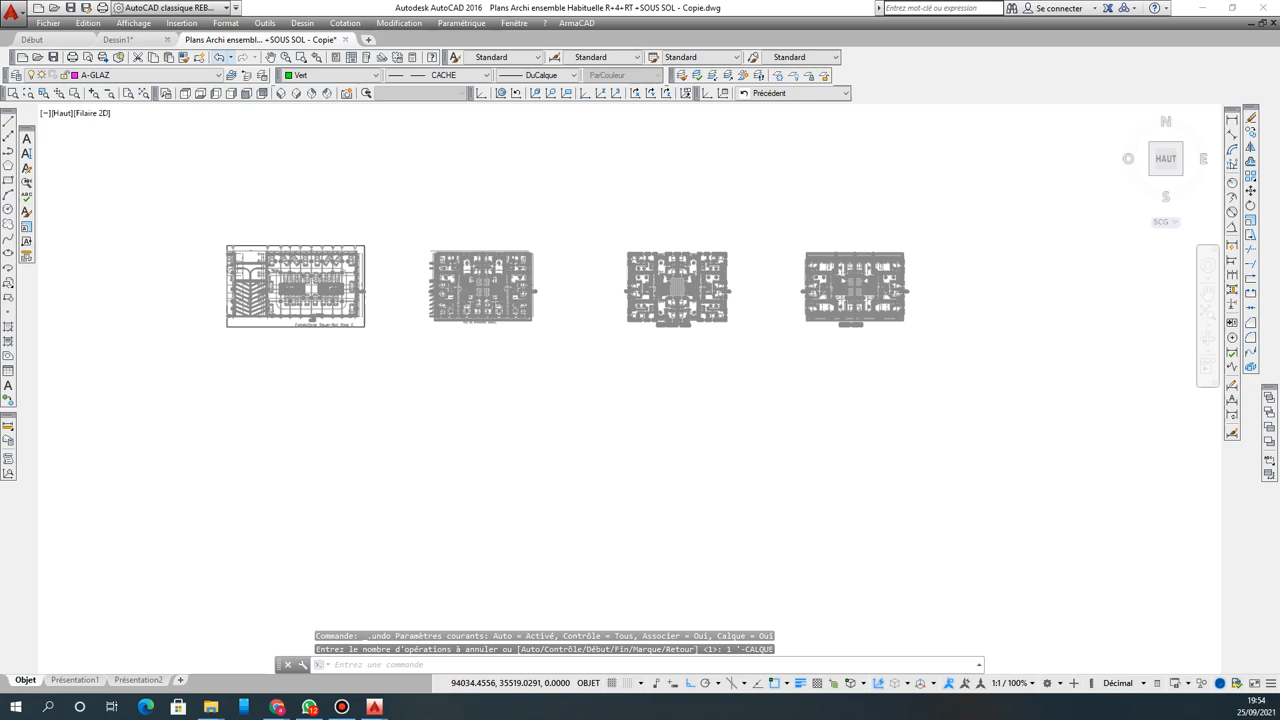 AutoCAD classique REB...
Autodesk AutoCAD 2016 Plans Archi ensemble Habituelle R+4+RT +SOUS SOL - Copie.dwg
Entrez mot-clé ou expression
Se connecter
Fichier Edition Affichage Insertion Format Outils Dessin Cotation Modification Paramétrique Fenêtre ? ArmaCAD
Début Dessin1* Plans Archi ensembl... +SOUS SOL - Copie*
Standard Standard Standard Standard
A-GLAZ Vert CACHE DuCalque ParCouleur
Précédent
[−][Haut][Filaire 2D]
N
O HAUT E
S
SCG
Commande: _.undo Paramètres courants: Auto = Activé, Contrôle = Tous, Associer = Oui, Calque = Oui
Entrez le nombre d'opérations à annuler ou [Auto/Contrôle/Début/Fin/Marque/Retour] <1>: 1 '-CALQUE
Entrez une commande
Objet Présentation1 Présentation2
94034.4556, 35519.0291, 0.0000 OBJET 1:1 / 100% Décimal
12
19:54
25/09/2021